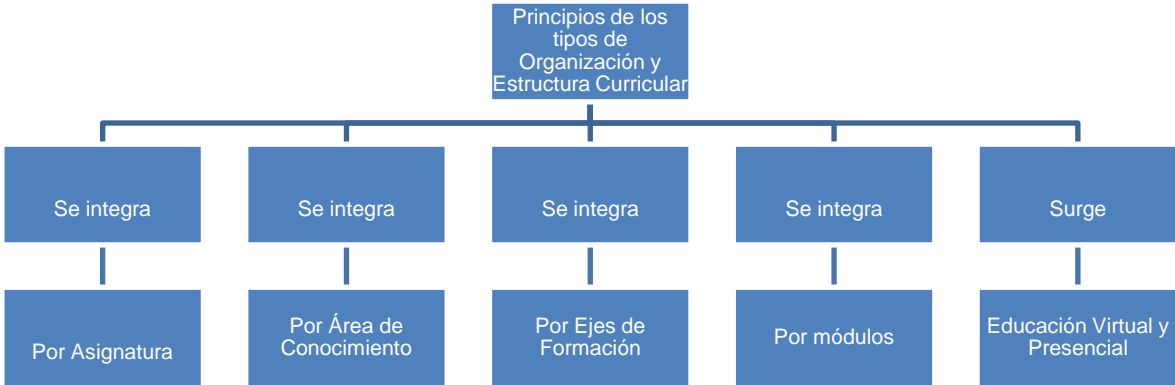 Principios de los
tipos de
Organización y
Estructura Curricular
Se integra
Se integra
Se integra
Se integra
Surge
Por Asignatura
Por Área de
Conocimiento
Por Ejes de
Formación
Por módulos
Educación Virtual y
Presencial